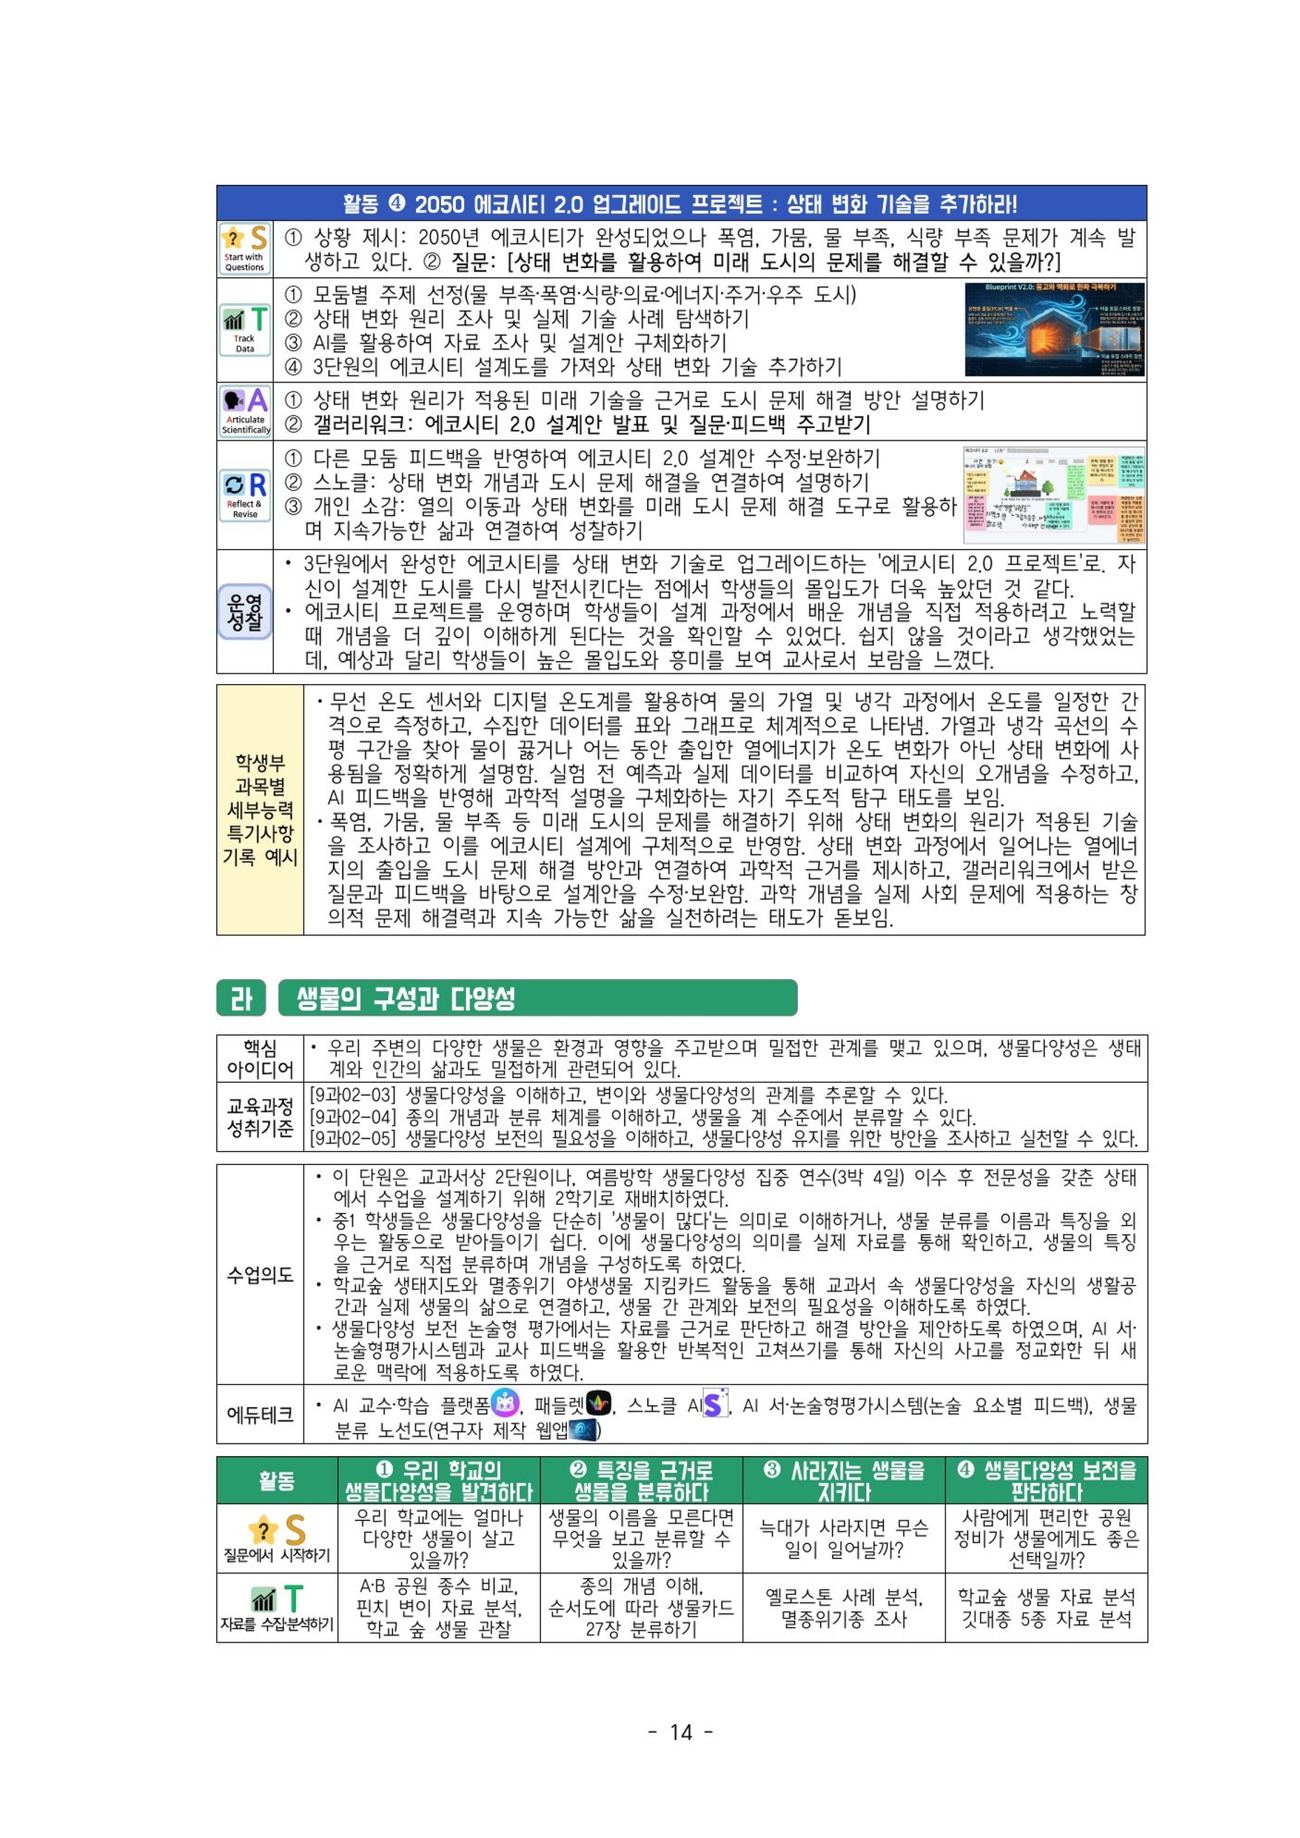 활동 ❹ 2050 에코시티 2.0 업그레이드 프로젝트 : 상태 변화 기술을 추가하라!
? S
Start with
Questions
① 상황 제시: 2050년 에코시티가 완성되었으나 폭염, 가뭄, 물 부족, 식량 부족 문제가 계속 발
생하고 있다. ② 질문: [상태 변화를 활용하여 미래 도시의 문제를 해결할 수 있을까?]
T
Track
Data
① 모둠별 주제 선정(물 부족·폭염·식량·의료·에너지·주거·우주 도시)
② 상태 변화 원리 조사 및 실제 기술 사례 탐색하기
③ AI를 활용하여 자료 조사 및 설계안 구체화하기
④ 3단원의 에코시티 설계도를 가져와 상태 변화 기술 추가하기
Blueprint V2.0: 응고와 액화로 한파 극복하기
A
Articulate
Scientifically
① 상태 변화 원리가 적용된 미래 기술을 근거로 도시 문제 해결 방안 설명하기
② 갤러리워크: 에코시티 2.0 설계안 발표 및 질문·피드백 주고받기
R
Reflect &
Revise
① 다른 모둠 피드백을 반영하여 에코시티 2.0 설계안 수정·보완하기
② 스노클: 상태 변화 개념과 도시 문제 해결을 연결하여 설명하기
③ 개인 소감: 열의 이동과 상태 변화를 미래 도시 문제 해결 도구로 활용하
며 지속가능한 삶과 연결하여 성찰하기
운영
성찰
• 3단원에서 완성한 에코시티를 상태 변화 기술로 업그레이드하는 '에코시티 2.0 프로젝트'로. 자
신이 설계한 도시를 다시 발전시킨다는 점에서 학생들의 몰입도가 더욱 높았던 것 같다.
• 에코시티 프로젝트를 운영하며 학생들이 설계 과정에서 배운 개념을 직접 적용하려고 노력할
때 개념을 더 깊이 이해하게 된다는 것을 확인할 수 있었다. 쉽지 않을 것이라고 생각했었는
데, 예상과 달리 학생들이 높은 몰입도와 흥미를 보여 교사로서 보람을 느꼈다.
학생부
과목별
세부능력
특기사항
기록 예시
·무선 온도 센서와 디지털 온도계를 활용하여 물의 가열 및 냉각 과정에서 온도를 일정한 간
격으로 측정하고, 수집한 데이터를 표와 그래프로 체계적으로 나타냄. 가열과 냉각 곡선의 수
평 구간을 찾아 물이 끓거나 어는 동안 출입한 열에너지가 온도 변화가 아닌 상태 변화에 사
용됨을 정확하게 설명함. 실험 전 예측과 실제 데이터를 비교하여 자신의 오개념을 수정하고,
AI 피드백을 반영해 과학적 설명을 구체화하는 자기 주도적 탐구 태도를 보임.
·폭염, 가뭄, 물 부족 등 미래 도시의 문제를 해결하기 위해 상태 변화의 원리가 적용된 기술
을 조사하고 이를 에코시티 설계에 구체적으로 반영함. 상태 변화 과정에서 일어나는 열에너
지의 출입을 도시 문제 해결 방안과 연결하여 과학적 근거를 제시하고, 갤러리워크에서 받은
질문과 피드백을 바탕으로 설계안을 수정·보완함. 과학 개념을 실제 사회 문제에 적용하는 창
의적 문제 해결력과 지속 가능한 삶을 실천하려는 태도가 돋보임.
라 생물의 구성과 다양성
핵심
아이디어
• 우리 주변의 다양한 생물은 환경과 영향을 주고받으며 밀접한 관계를 맺고 있으며, 생물다양성은 생태
계와 인간의 삶과도 밀접하게 관련되어 있다.
교육과정
성취기준
[9과02-03] 생물다양성을 이해하고, 변이와 생물다양성의 관계를 추론할 수 있다.
[9과02-04] 종의 개념과 분류 체계를 이해하고, 생물을 계 수준에서 분류할 수 있다.
[9과02-05] 생물다양성 보전의 필요성을 이해하고, 생물다양성 유지를 위한 방안을 조사하고 실천할 수 있다.
수업의도
• 이 단원은 교과서상 2단원이나, 여름방학 생물다양성 집중 연수(3박 4일) 이수 후 전문성을 갖춘 상태
에서 수업을 설계하기 위해 2학기로 재배치하였다.
• 중1 학생들은 생물다양성을 단순히 '생물이 많다'는 의미로 이해하거나, 생물 분류를 이름과 특징을 외
우는 활동으로 받아들이기 쉽다. 이에 생물다양성의 의미를 실제 자료를 통해 확인하고, 생물의 특징
을 근거로 직접 분류하며 개념을 구성하도록 하였다.
• 학교숲 생태지도와 멸종위기 야생생물 지킴카드 활동을 통해 교과서 속 생물다양성을 자신의 생활공
간과 실제 생물의 삶으로 연결하고, 생물 간 관계와 보전의 필요성을 이해하도록 하였다.
• 생물다양성 보전 논술형 평가에서는 자료를 근거로 판단하고 해결 방안을 제안하도록 하였으며, AI 서·
논술형평가시스템과 교사 피드백을 활용한 반복적인 고쳐쓰기를 통해 자신의 사고를 정교화한 뒤 새
로운 맥락에 적용하도록 하였다.
에듀테크
• AI 교수·학습 플랫폼, 패들렛, 스노클 AI, AI 서·논술형평가시스템(논술 요소별 피드백), 생물
분류 노선도(연구자 제작 웹앱)
활동
❶ 우리 학교의
생물다양성을 발견하다
❷ 특징을 근거로
생물을 분류하다
❸ 사라지는 생물을
지키다
❹ 생물다양성 보전을
판단하다
? S
질문에서 시작하기
우리 학교에는 얼마나
다양한 생물이 살고
있을까?
생물의 이름을 모른다면
무엇을 보고 분류할 수
있을까?
늑대가 사라지면 무슨
일이 일어날까?
사람에게 편리한 공원
정비가 생물에게도 좋은
선택일까?
T
자료를 수집·분석하기
A·B 공원 종수 비교,
핀치 변이 자료 분석,
학교 숲 생물 관찰
종의 개념 이해,
순서도에 따라 생물카드
27장 분류하기
옐로스톤 사례 분석,
멸종위기종 조사
학교숲 생물 자료 분석
깃대종 5종 자료 분석
- 14 -